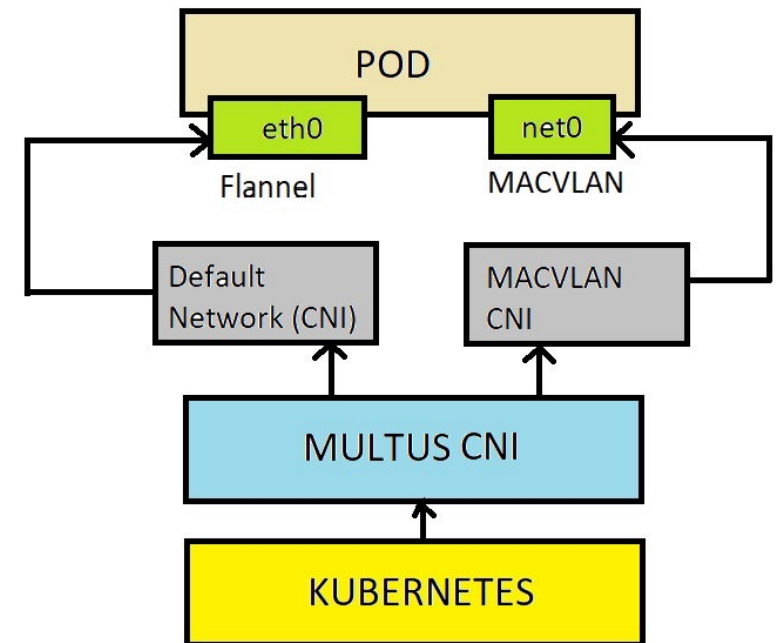 POD
eth0
net0
Flannel
MACVLAN
Default
Network (CNI)
MACVLAN
CNI
MULTUS CNI
KUBERNETES